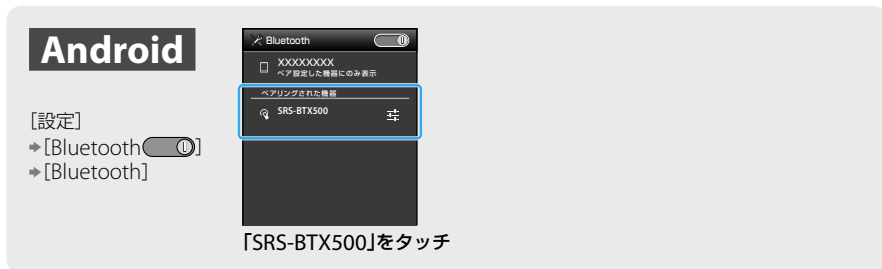 Android
[設定]
[Bluetooth]
[Bluetooth]
Bluetooth
XXXXXXXX
ペア設定した機器にのみ表示
ペアリングされた機器
SRS-BTX500
「SRS-BTX500」をタッチ